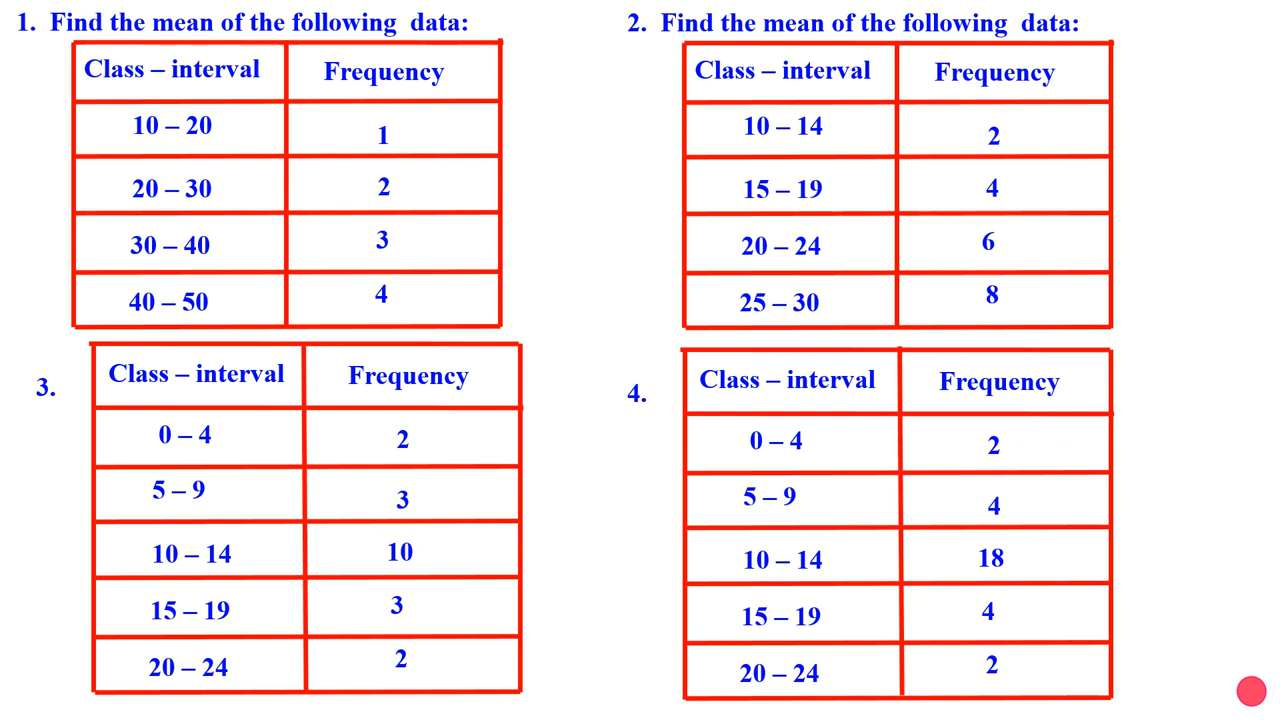 1. Find the mean of the following data:
Class – interval Frequency
10 – 20 1
20 – 30 2
30 – 40 3
40 – 50 4
2. Find the mean of the following data:
Class – interval Frequency
10 – 14 2
15 – 19 4
20 – 24 6
25 – 30 8
3.
Class – interval Frequency
0 – 4 2
5 – 9 3
10 – 14 10
15 – 19 3
20 – 24 2
4.
Class – interval Frequency
0 – 4 2
5 – 9 4
10 – 14 18
15 – 19 4
20 – 24 2